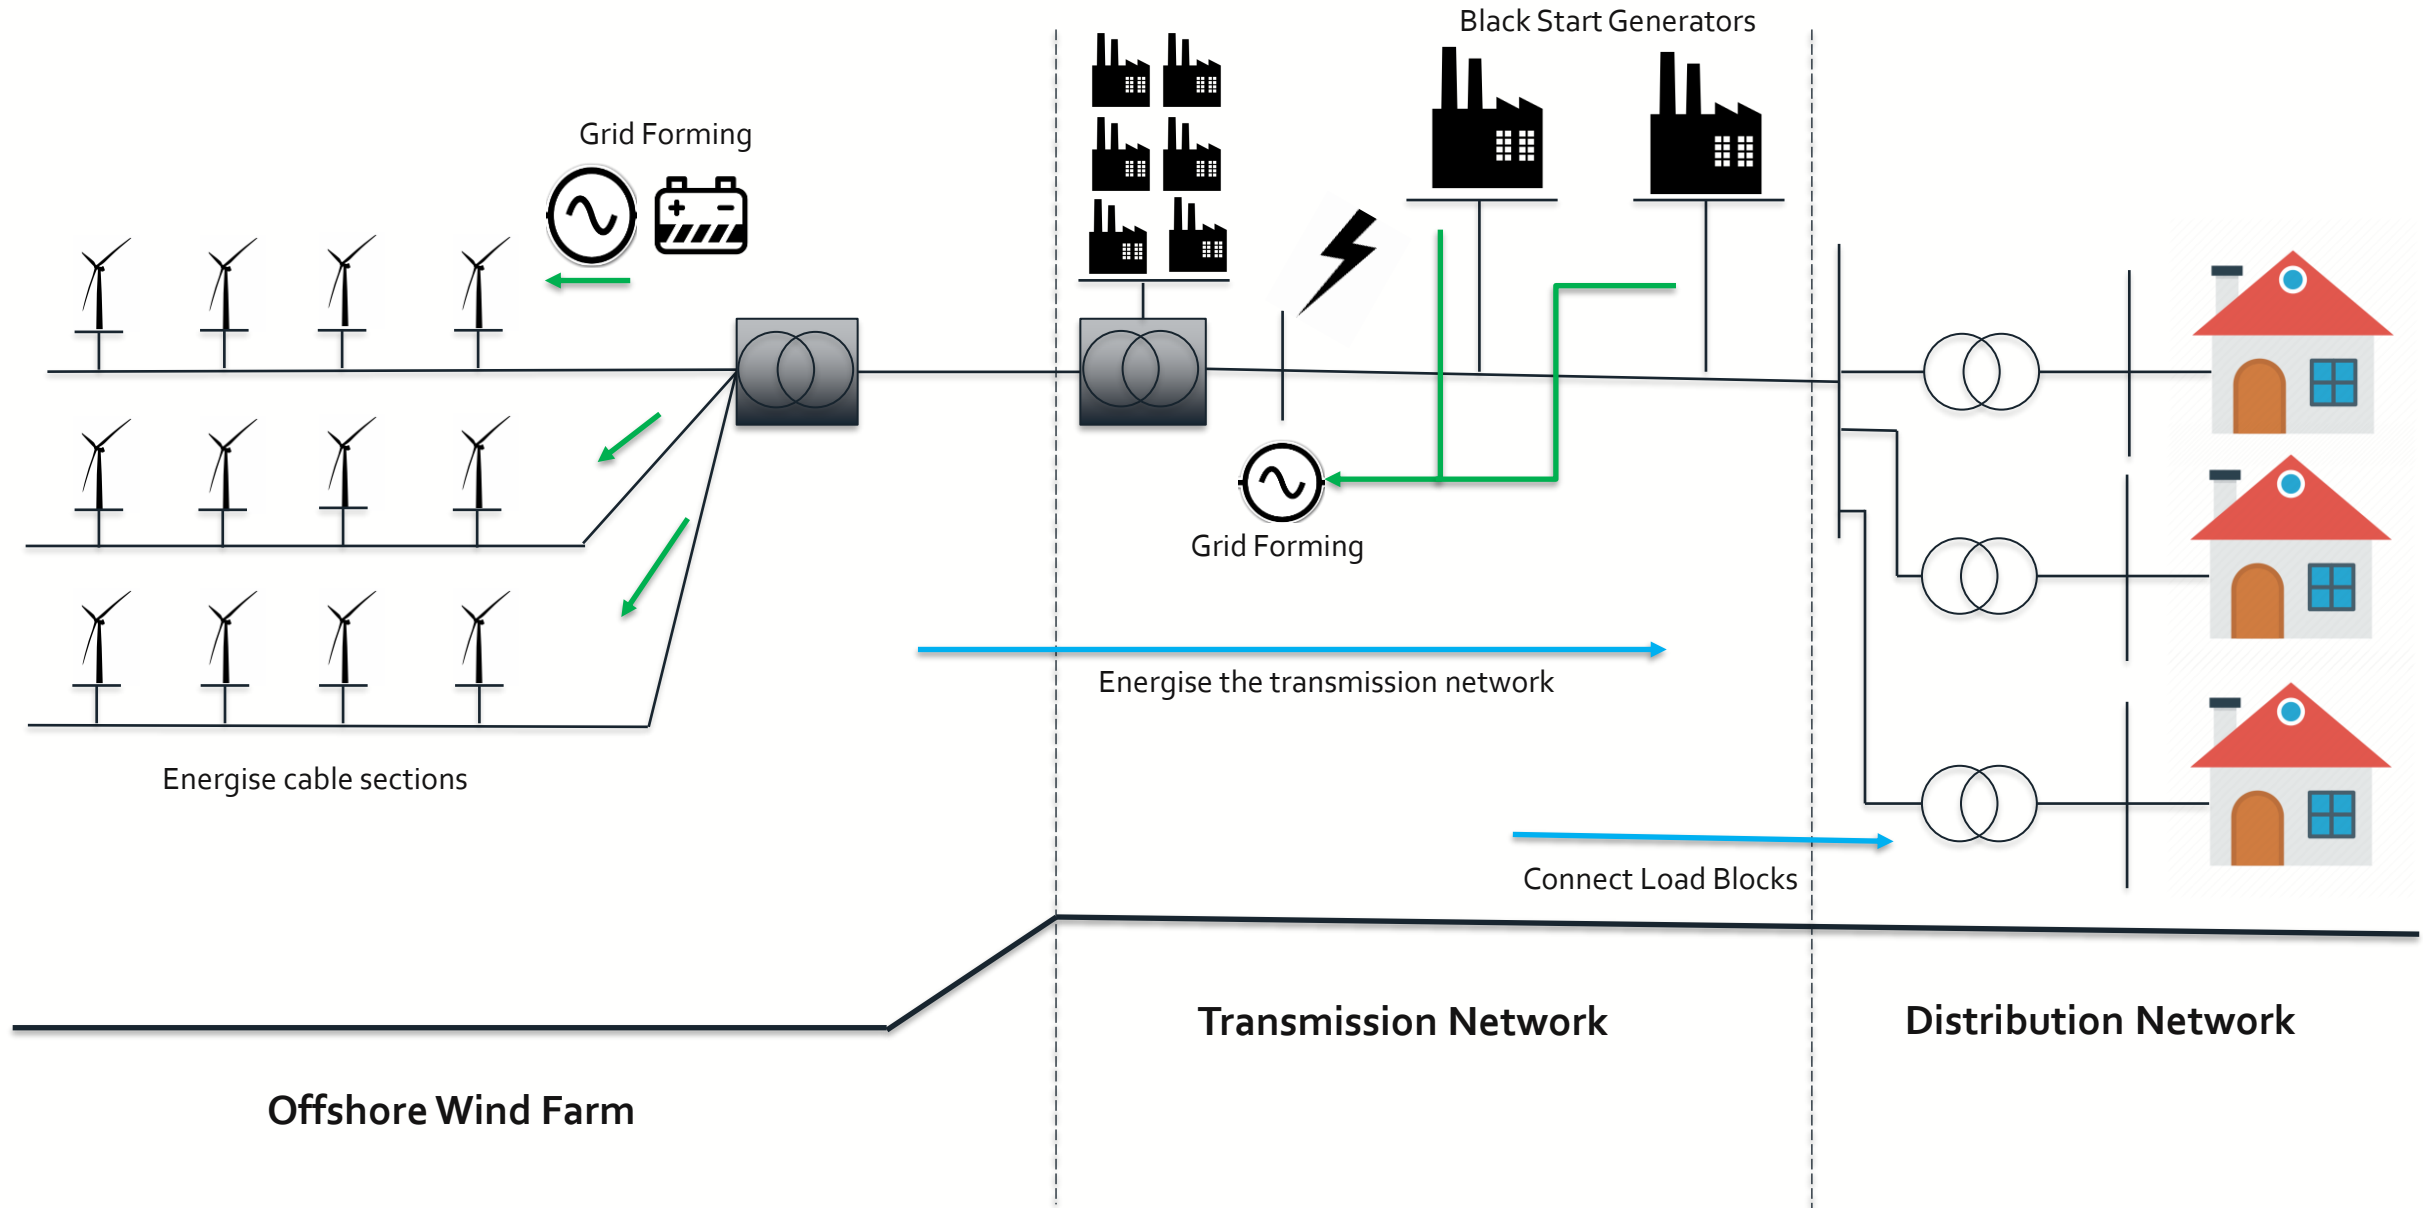 Black Start Generators
Grid Forming
Grid Forming
Energise the transmission network
Energise cable sections
Connect Load Blocks
Transmission Network
Distribution Network
Offshore Wind Farm